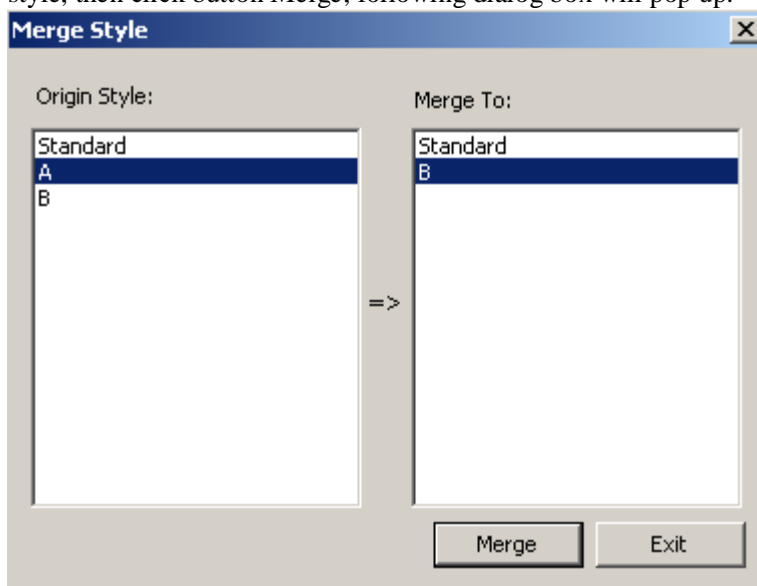 style, then click button Merge, following dialog box will pop up.
Merge Style
Origin Style:
Merge To:
Standard
A
B
=>
Standard
B
Merge
Exit